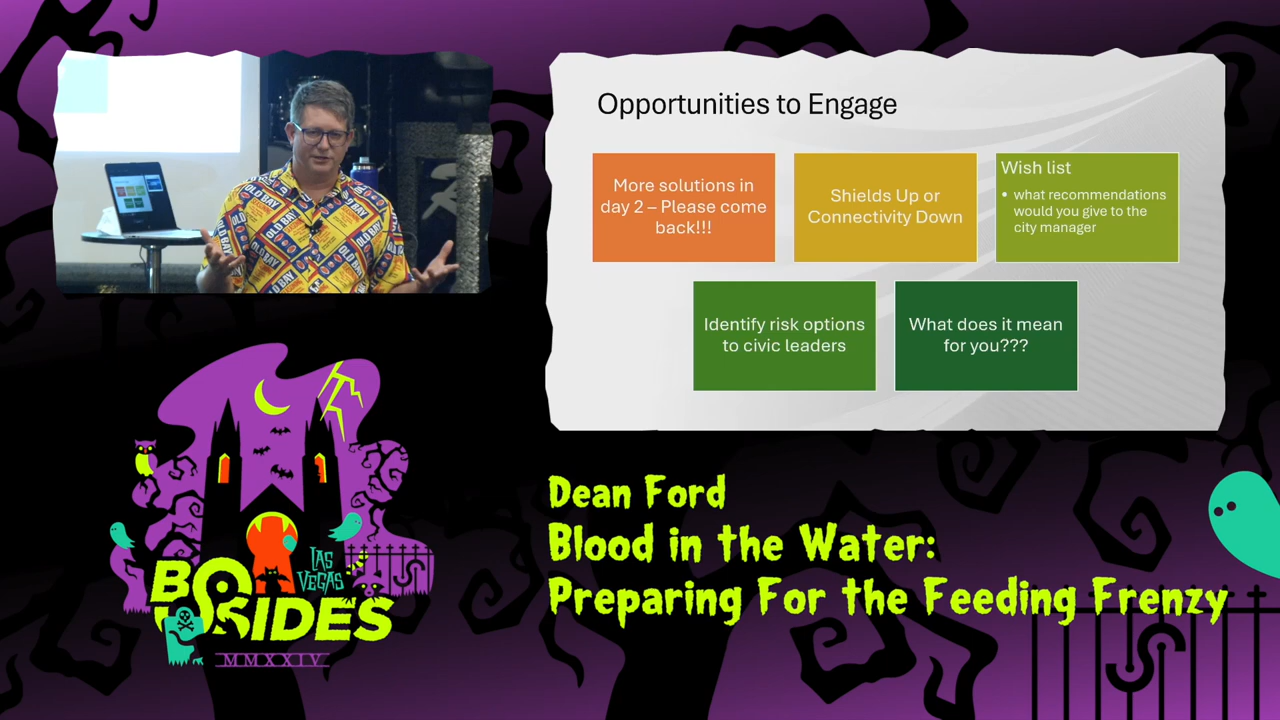 OLD BAY
Opportunities to Engage
More solutions in
day 2 – Please come
back!!!
Shields Up or
Connectivity Down
Wish list
• what recommendations
would you give to the
city manager
Identify risk options
to civic leaders
What does it mean
for you???
LAS
VEGAS
BSIDES
MMXXIV
Dean Ford
Blood in the Water:
Preparing For the Feeding Frenzy